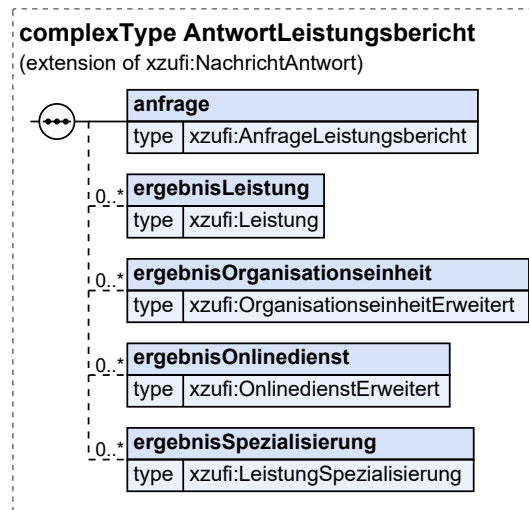 complexType AntwortLeistungsbericht
(extension of xzufi:NachrichtAntwort)
anfrage
type xzufi:AnfrageLeistungsbericht
0..* ergebnisLeistung
type xzufi:Leistung
0..* ergebnisOrganisationseinheit
type xzufi:OrganisationseinheitErweitert
0..* ergebnisOnlinedienst
type xzufi:OnlinedienstErweitert
0..* ergebnisSpezialisierung
type xzufi:LeistungSpezialisierung